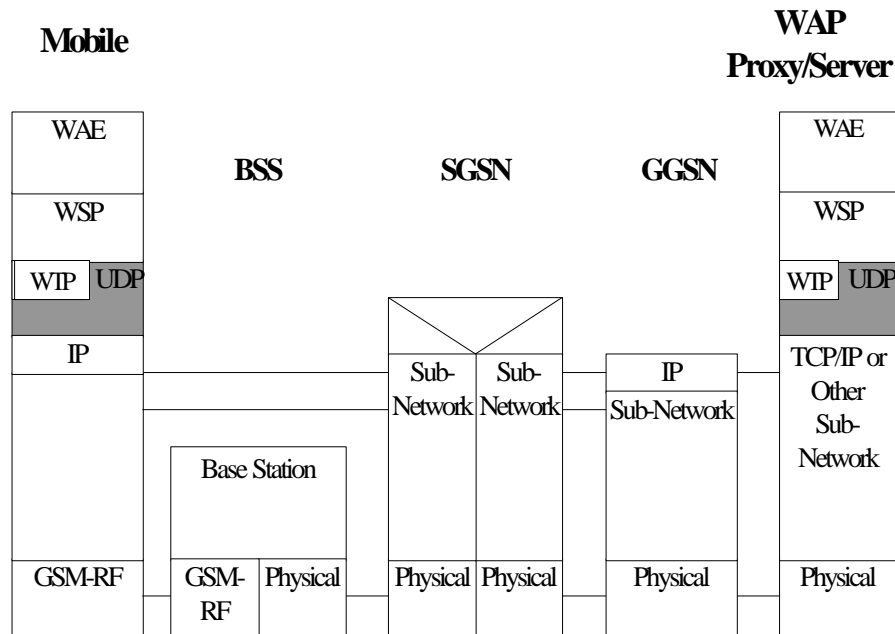 Mobile
WAP
Proxy/Server
BSS
SGSN
GGSN
WAE
WSP
WTP
UDP
IP
GSM-RF
Base Station
GSM-
RF
Physical
Sub-
Network
Sub-
Network
Physical
Physical
IP
Sub-Network
Physical
WAE
WSP
WTP
UDP
TCP/IP or
Other
Sub-
Network
Physical